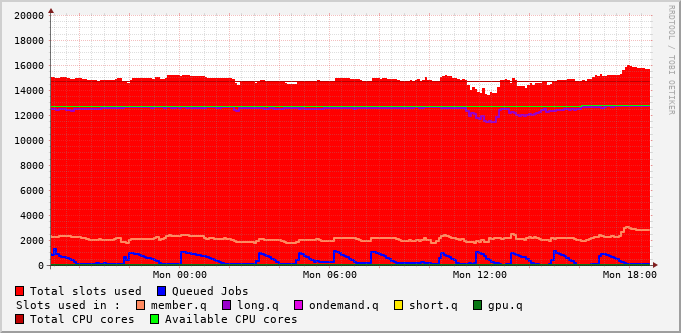 RRDTOOL / TOBI OETIKER
20000
18000
16000
14000
12000
10000
8000
6000
4000
2000
0
Mon 00:00 Mon 06:00 Mon 12:00 Mon 18:00
Total slots used Queued Jobs
Slots used in : member.q long.q ondemand.q short.q gpu.q
Total CPU cores Available CPU cores